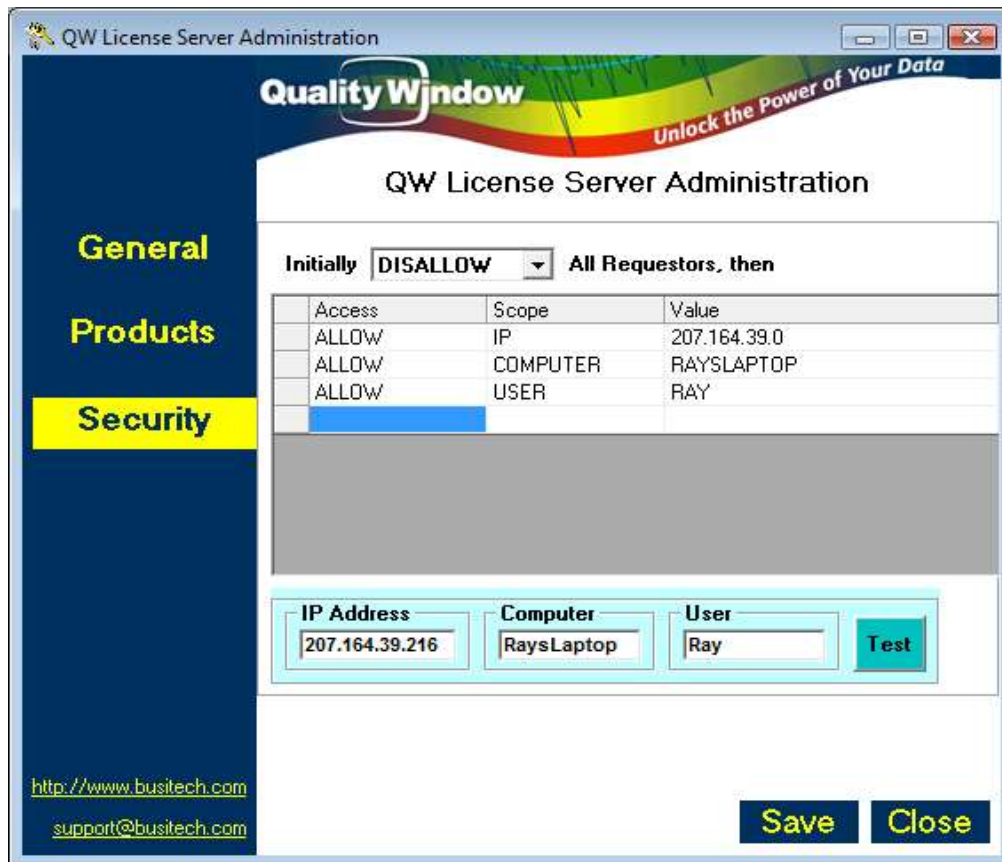 QW License Server Administration
Quality Window
Unlock the Power of Your Data
QW License Server Administration
General
Products
Security
Initially DISALLOW All Requestors, then
Access Scope Value
ALLOW IP 207.164.39.0
ALLOW COMPUTER RAYSLAPTOP
ALLOW USER RAY
IP Address Computer User
207.164.39.216 RaysLaptop Ray Test
http://www.busitech.com
support@busitech.com
Save Close